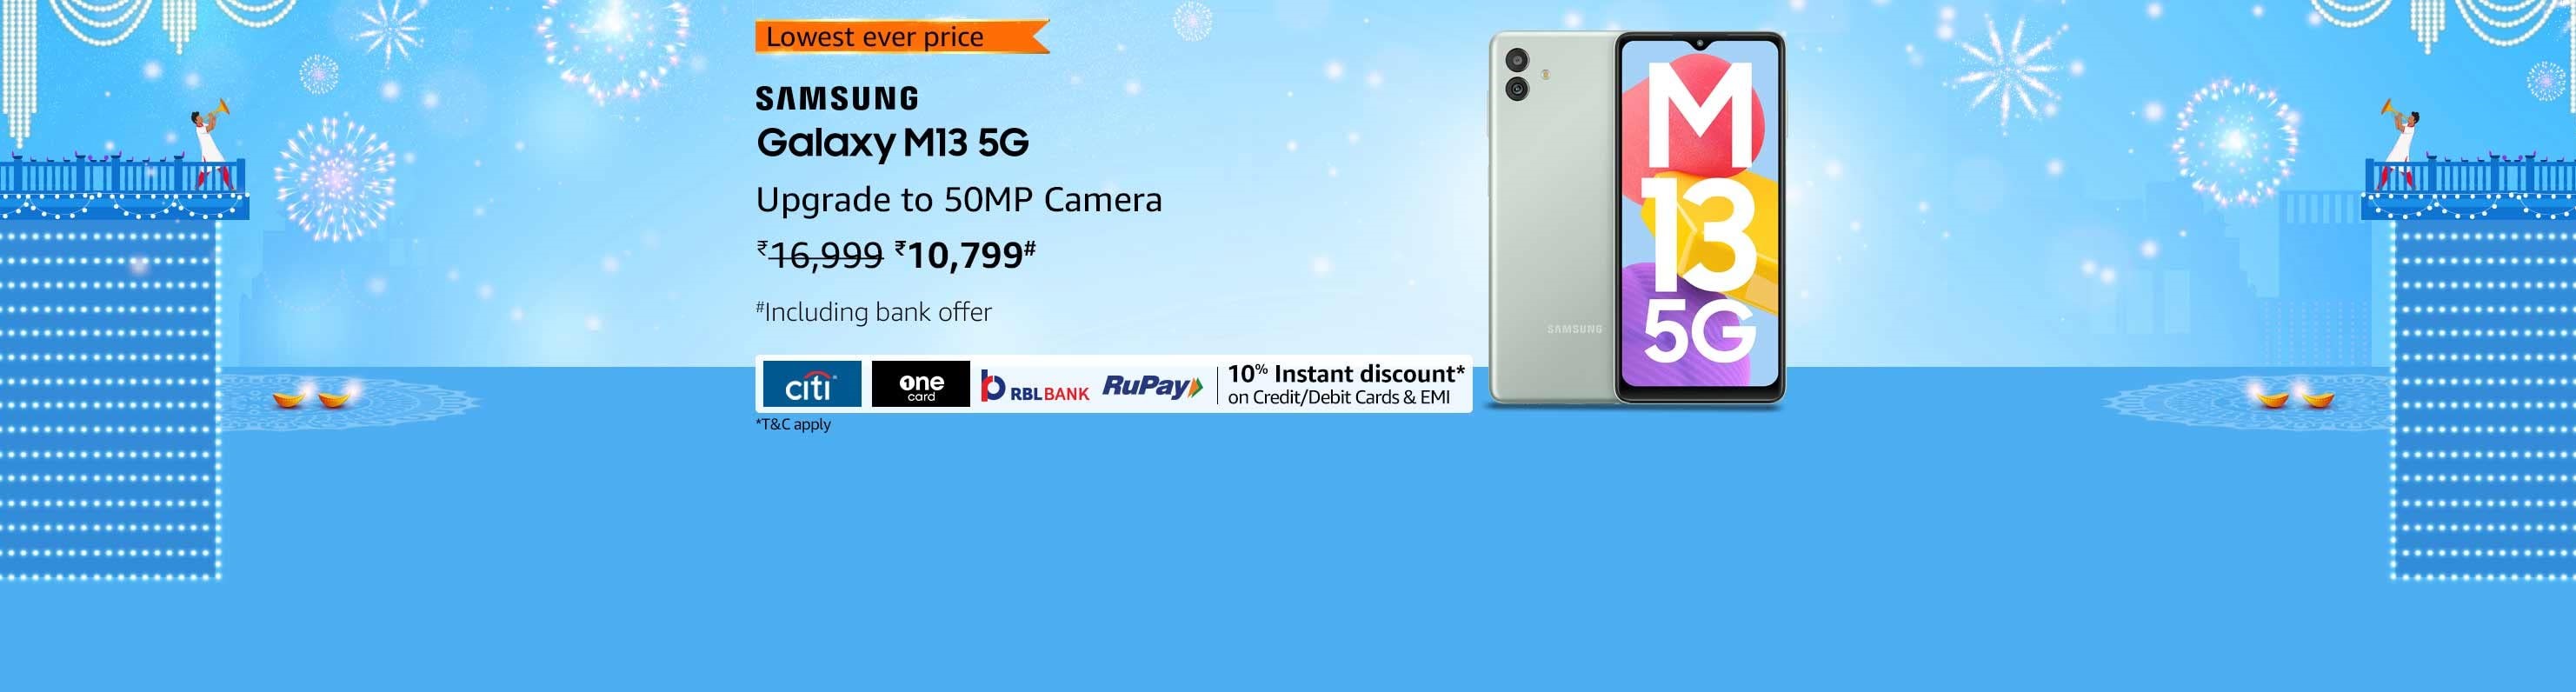 Lowest ever price
SAMSUNG
Galaxy M13 5G
Upgrade to 50MP Camera
₹16,999 ₹10,799#
#Including bank offer
citi
one
card
RBL BANK
RuPay
10% Instant discount*
on Credit/Debit Cards & EMI
*T&C apply
SAMSUNG
M
13
5G